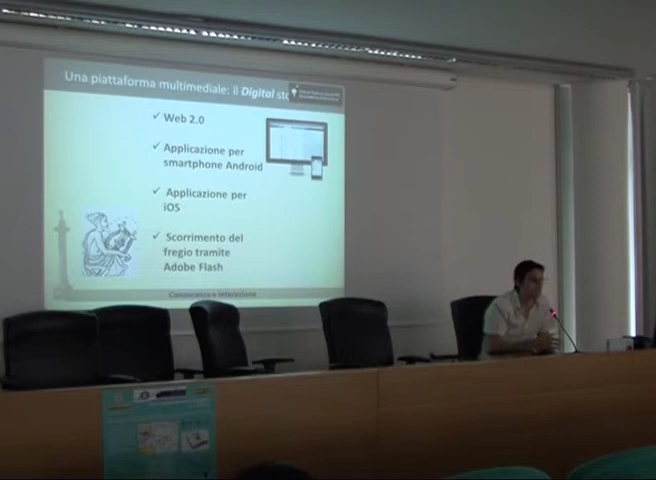 Una piattaforma multimediale: il Digital sto
✓ Web 2.0
✓ Applicazione per
smartphone Android
✓ Applicazione per
iOS
✓ Scorrimento del
fregio tramite
Adobe Flash
Conoscenza e interazione